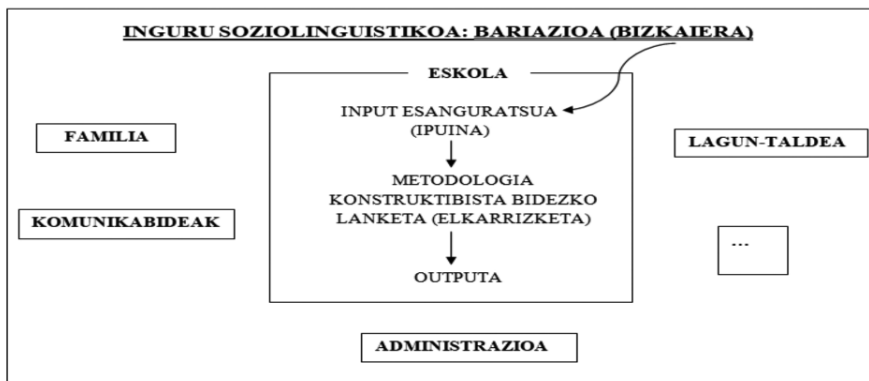 INGURU SOZIOLINGUISTIKOA: BARIAZIOA (BIZKAIERA)
ESKOLA
INPUT ESANGURATSUA
(IPUINA)
FAMILIA
LAGUN-TALDEA
METODOLOGIA
KONSTRUKTIBISTA BIDEZKO
LANKETA (ELKARRIZKETA)
KOMUNIKABIDEAK
...
OUTPUTA
ADMINISTRAZIOA